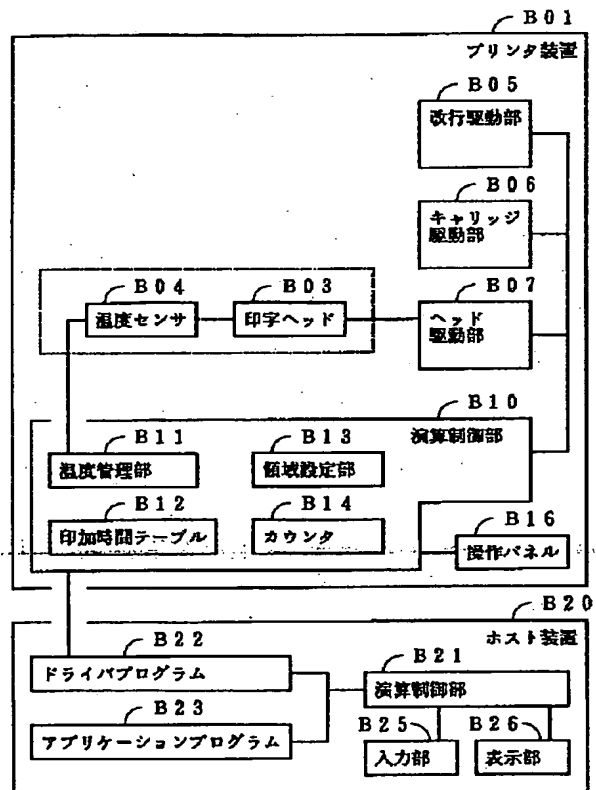 B01
プリンタ装置
B05
改行駆動部
B06
キャリッジ
駆動部
B04
温度センサ
B03
印字ヘッド
B07
ヘッド
駆動部
B10
演算制御部
B11
温度管理部
B13
領域設定部
B12
印加時間テーブル
B14
カウンタ
B16
操作パネル
B20
ホスト装置
B22
ドライバプログラム
B21
演算制御部
B23
アプリケーションプログラム
B25
入力部
B26
表示部